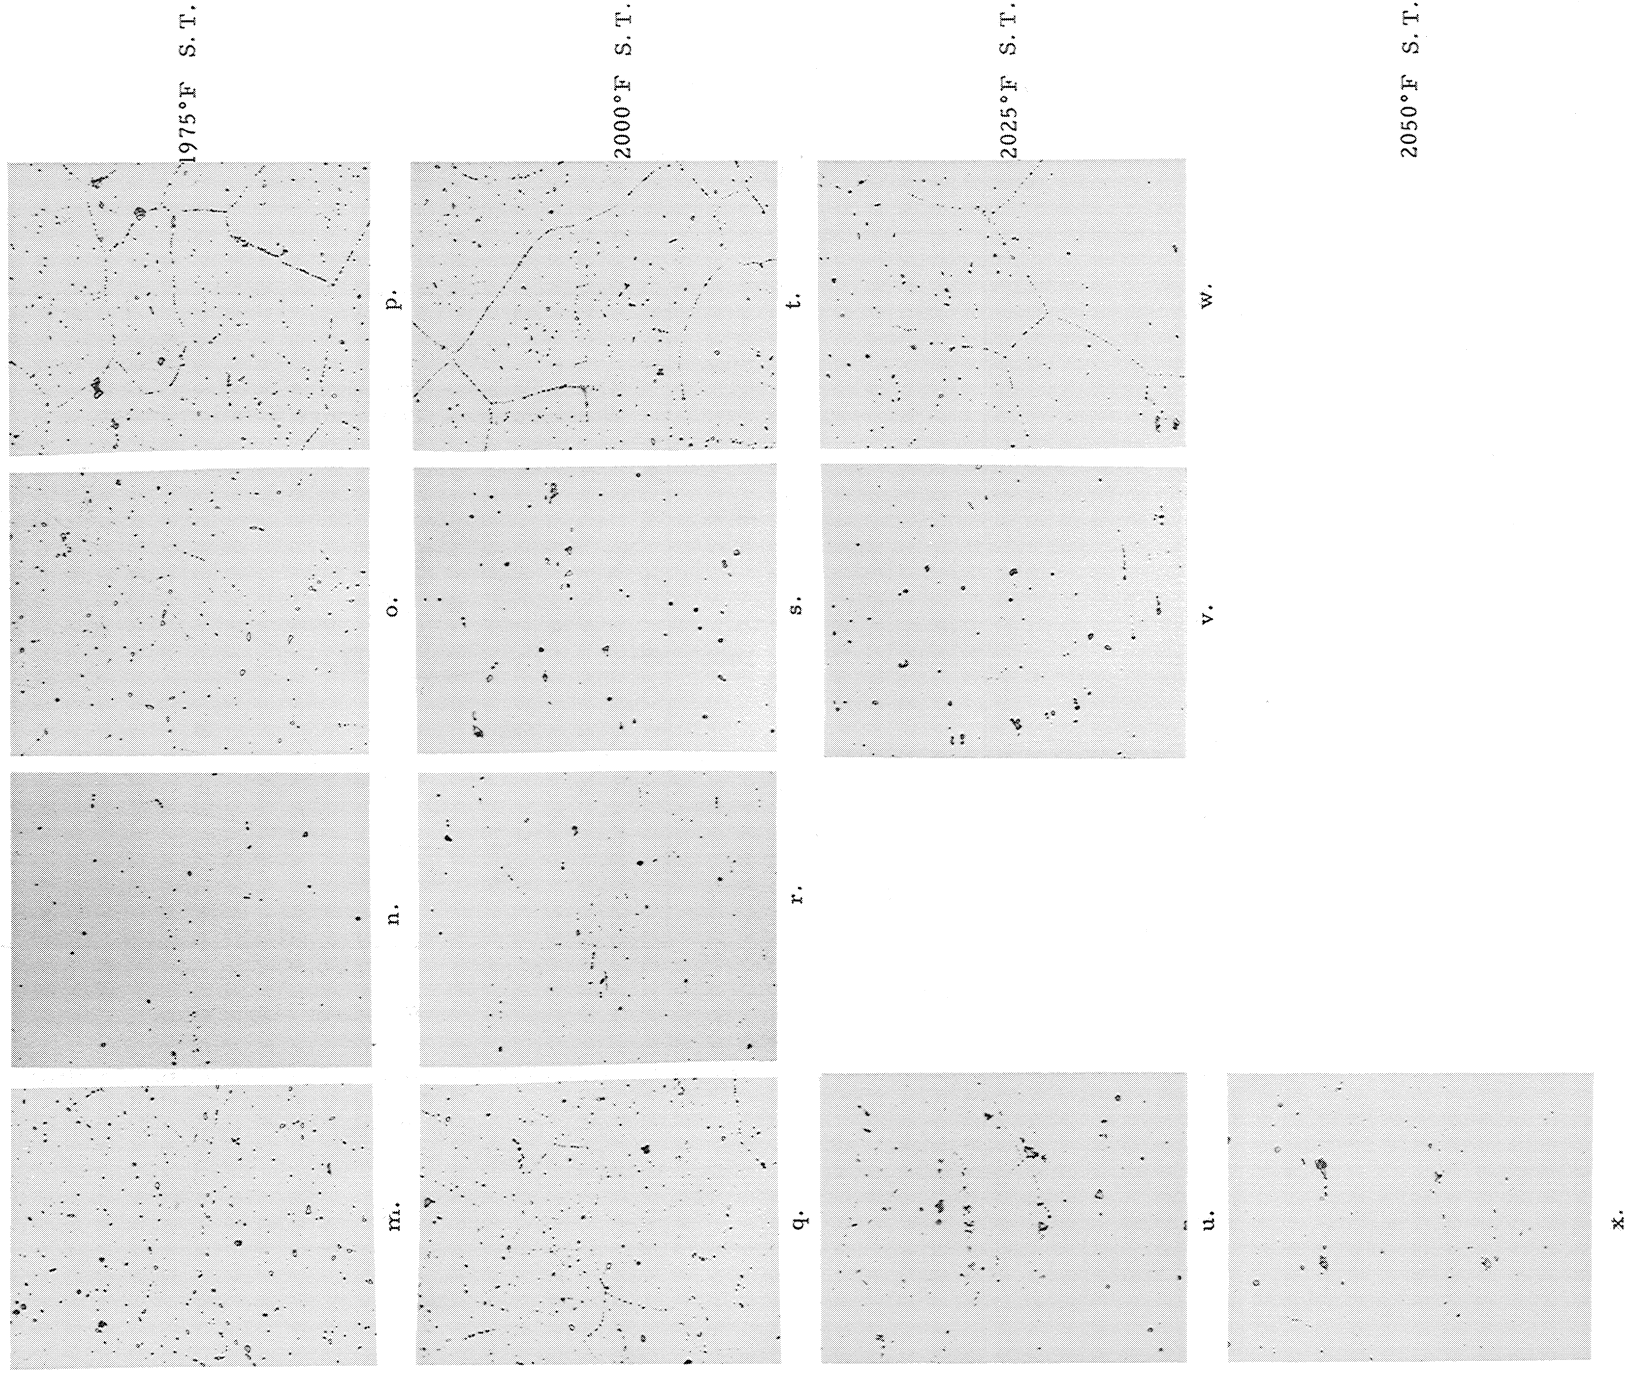 1975°F S. T.
m. n. o. p.
2000°F S. T.
q. r. s. t.
2025°F S. T.
u. v. w.
2050°F S. T.
x.